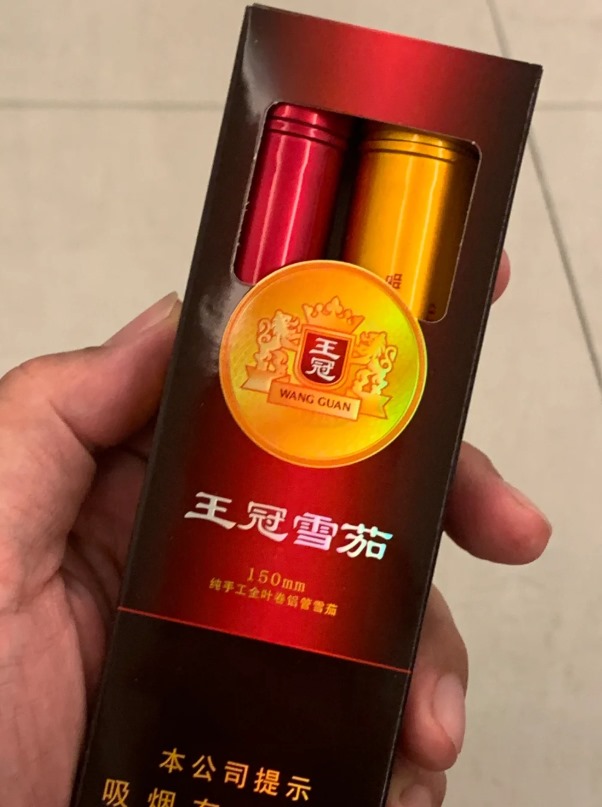 王
冠
WANG GUAN
王冠雪茄
150mm
纯手工全叶卷铝管雪茄
本公司提示
吸烟有